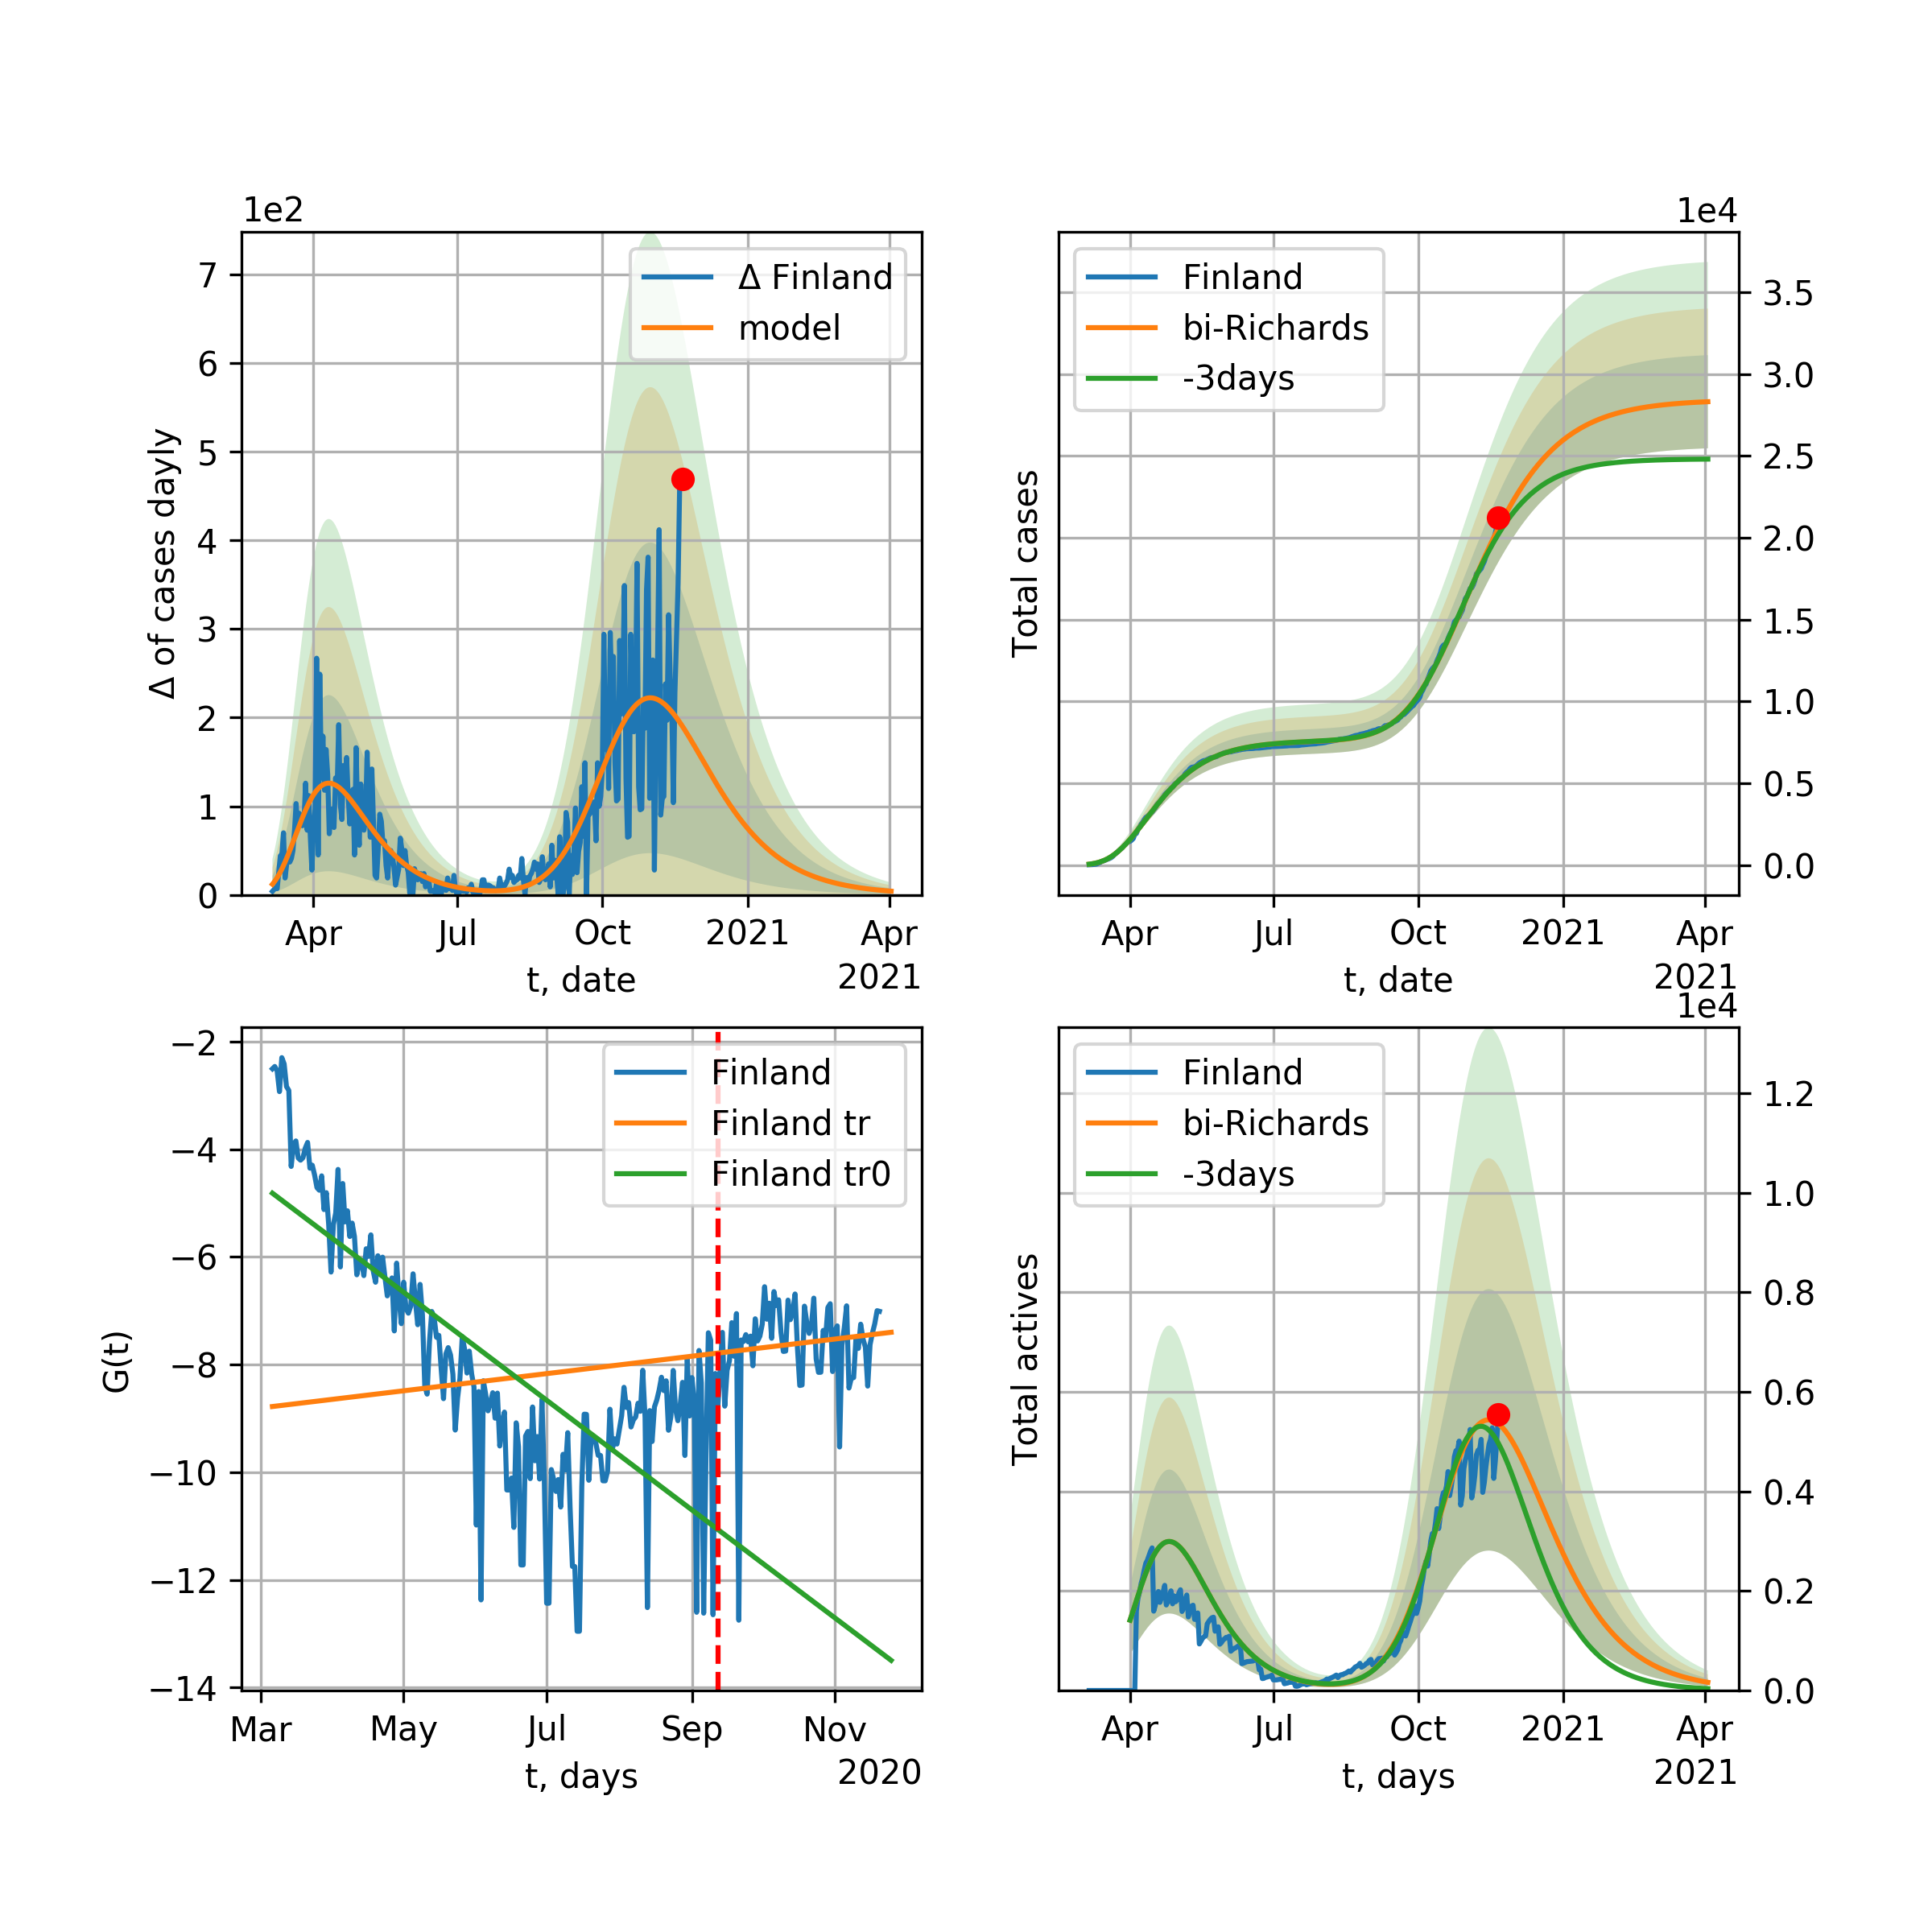 1e2
7
6
5
4
3
2
1
0
Δ of cases dayly
Δ Finland
model
Apr
Jul
Oct
2021
Apr
t, date
2021
1e4
Total cases
Finland
bi-Richards
-3days
3.5
3.0
2.5
2.0
1.5
1.0
0.5
0.0
Apr
Jul
Oct
2021
Apr
t, date
2021
−2
−4
−6
−8
−10
−12
−14
G(t)
Finland
Finland tr
Finland tr0
Mar
May
Jul
Sep
Nov
t, days
2020
1e4
Total actives
Finland
bi-Richards
-3days
1.2
1.0
0.8
0.6
0.4
0.2
0.0
Apr
Jul
Oct
2021
Apr
t, days
2021